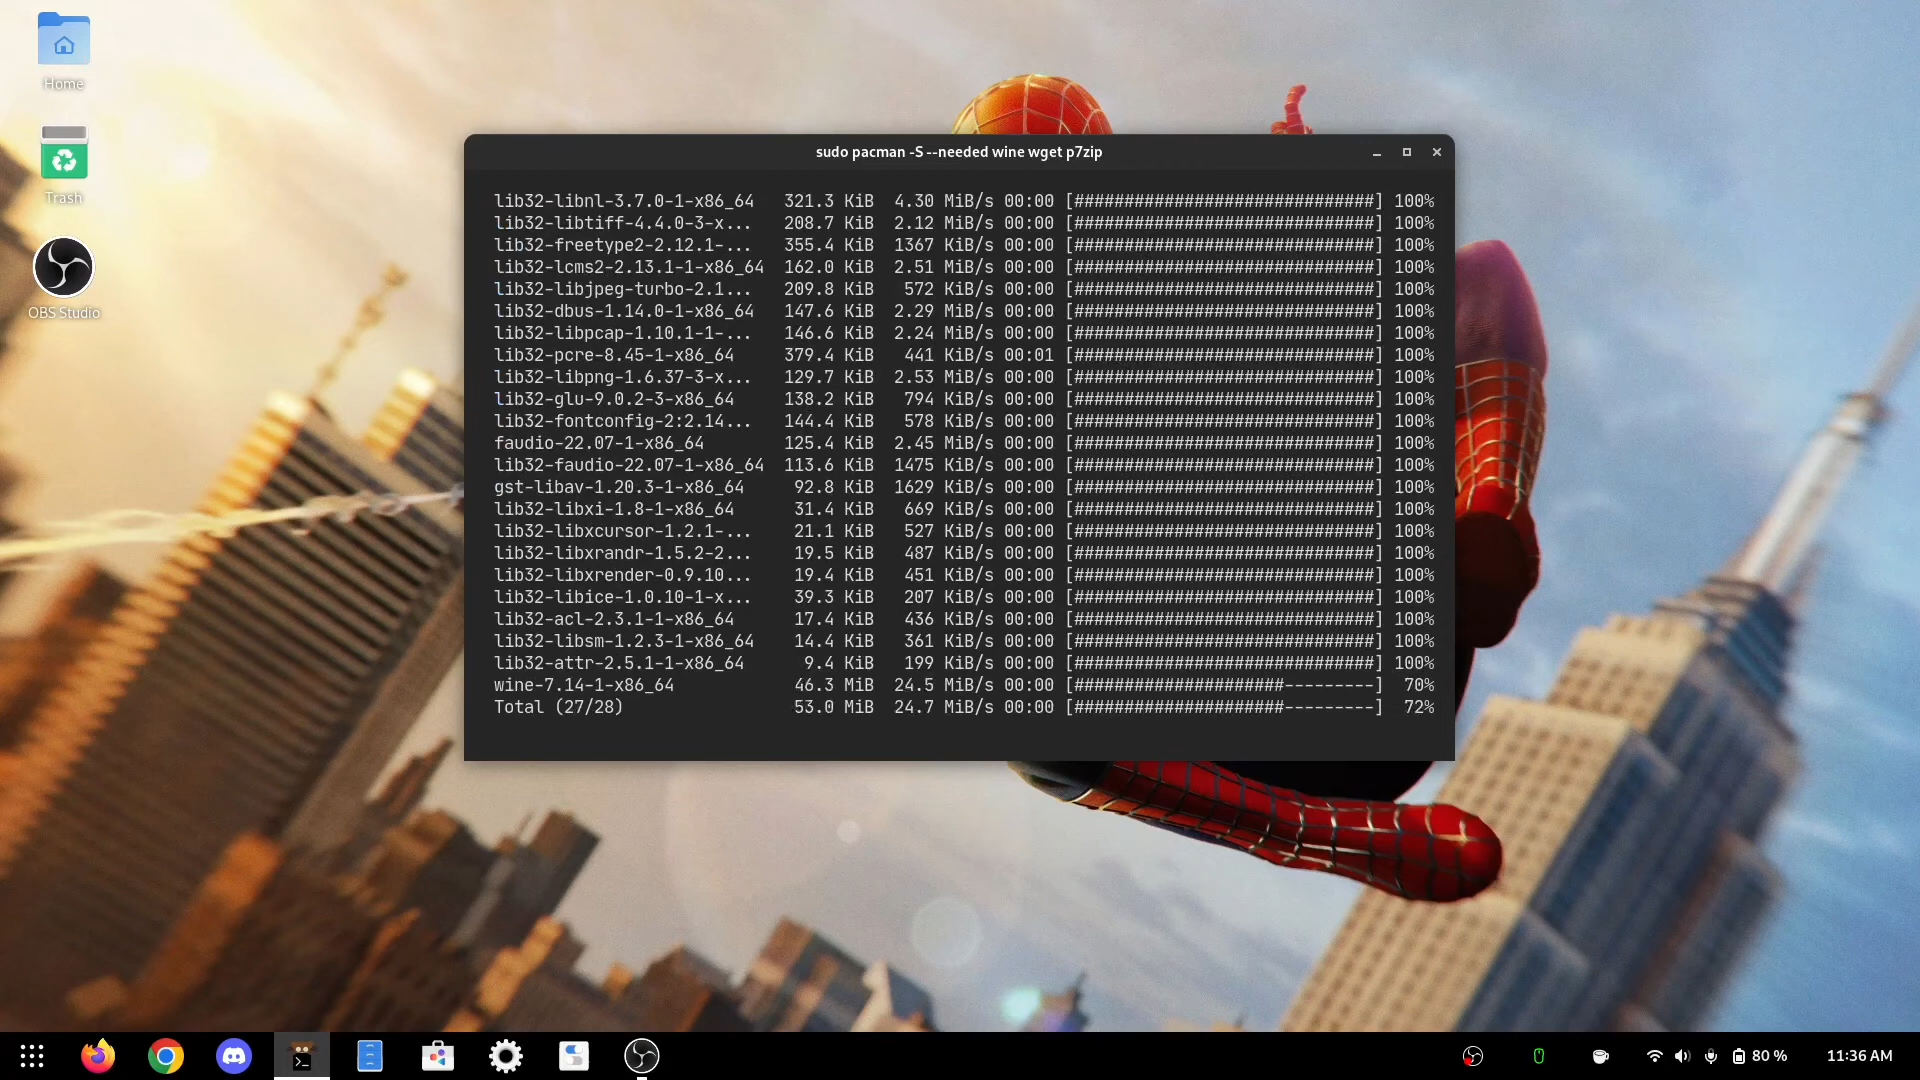 Home
Trash
OBS Studio
sudo pacman -S --needed wine wget p7zip
lib32-libnl-3.7.0-1-x86_64 321.3 KiB 4.30 MiB/s 00:00 [##############################] 100%
lib32-libtiff-4.4.0-3-x... 208.7 KiB 2.12 MiB/s 00:00 [##############################] 100%
lib32-freetype2-2.12.1-... 355.4 KiB 1367 KiB/s 00:00 [##############################] 100%
lib32-lcms2-2.13.1-1-x86_64 162.0 KiB 2.51 MiB/s 00:00 [##############################] 100%
lib32-libjpeg-turbo-2.1... 209.8 KiB 572 KiB/s 00:00 [##############################] 100%
lib32-dbus-1.14.0-1-x86_64 147.6 KiB 2.29 MiB/s 00:00 [##############################] 100%
lib32-libpcap-1.10.1-1-... 146.6 KiB 2.24 MiB/s 00:00 [##############################] 100%
lib32-pcre-8.45-1-x86_64 379.4 KiB 441 KiB/s 00:01 [##############################] 100%
lib32-libpng-1.6.37-3-x... 129.7 KiB 2.53 MiB/s 00:00 [##############################] 100%
lib32-glu-9.0.2-3-x86_64 138.2 KiB 794 KiB/s 00:00 [##############################] 100%
lib32-fontconfig-2:2.14... 144.4 KiB 578 KiB/s 00:00 [##############################] 100%
faudio-22.07-1-x86_64 125.4 KiB 2.45 MiB/s 00:00 [##############################] 100%
lib32-faudio-22.07-1-x86_64 113.6 KiB 1475 KiB/s 00:00 [##############################] 100%
gst-libav-1.20.3-1-x86_64 92.8 KiB 1629 KiB/s 00:00 [##############################] 100%
lib32-libxi-1.8-1-x86_64 31.4 KiB 669 KiB/s 00:00 [##############################] 100%
lib32-libxcursor-1.2.1-... 21.1 KiB 527 KiB/s 00:00 [##############################] 100%
lib32-libxrandr-1.5.2-2... 19.5 KiB 487 KiB/s 00:00 [##############################] 100%
lib32-libxrender-0.9.10... 19.4 KiB 451 KiB/s 00:00 [##############################] 100%
lib32-libice-1.0.10-1-x... 39.3 KiB 207 KiB/s 00:00 [##############################] 100%
lib32-acl-2.3.1-1-x86_64 17.4 KiB 436 KiB/s 00:00 [##############################] 100%
lib32-libsm-1.2.3-1-x86_64 14.4 KiB 361 KiB/s 00:00 [##############################] 100%
lib32-attr-2.5.1-1-x86_64 9.4 KiB 199 KiB/s 00:00 [##############################] 100%
wine-7.14-1-x86_64 46.3 MiB 24.5 MiB/s 00:00 [#####################---------] 70%
Total (27/28) 53.0 MiB 24.7 MiB/s 00:00 [#####################---------] 72%
80 %
11:36 AM